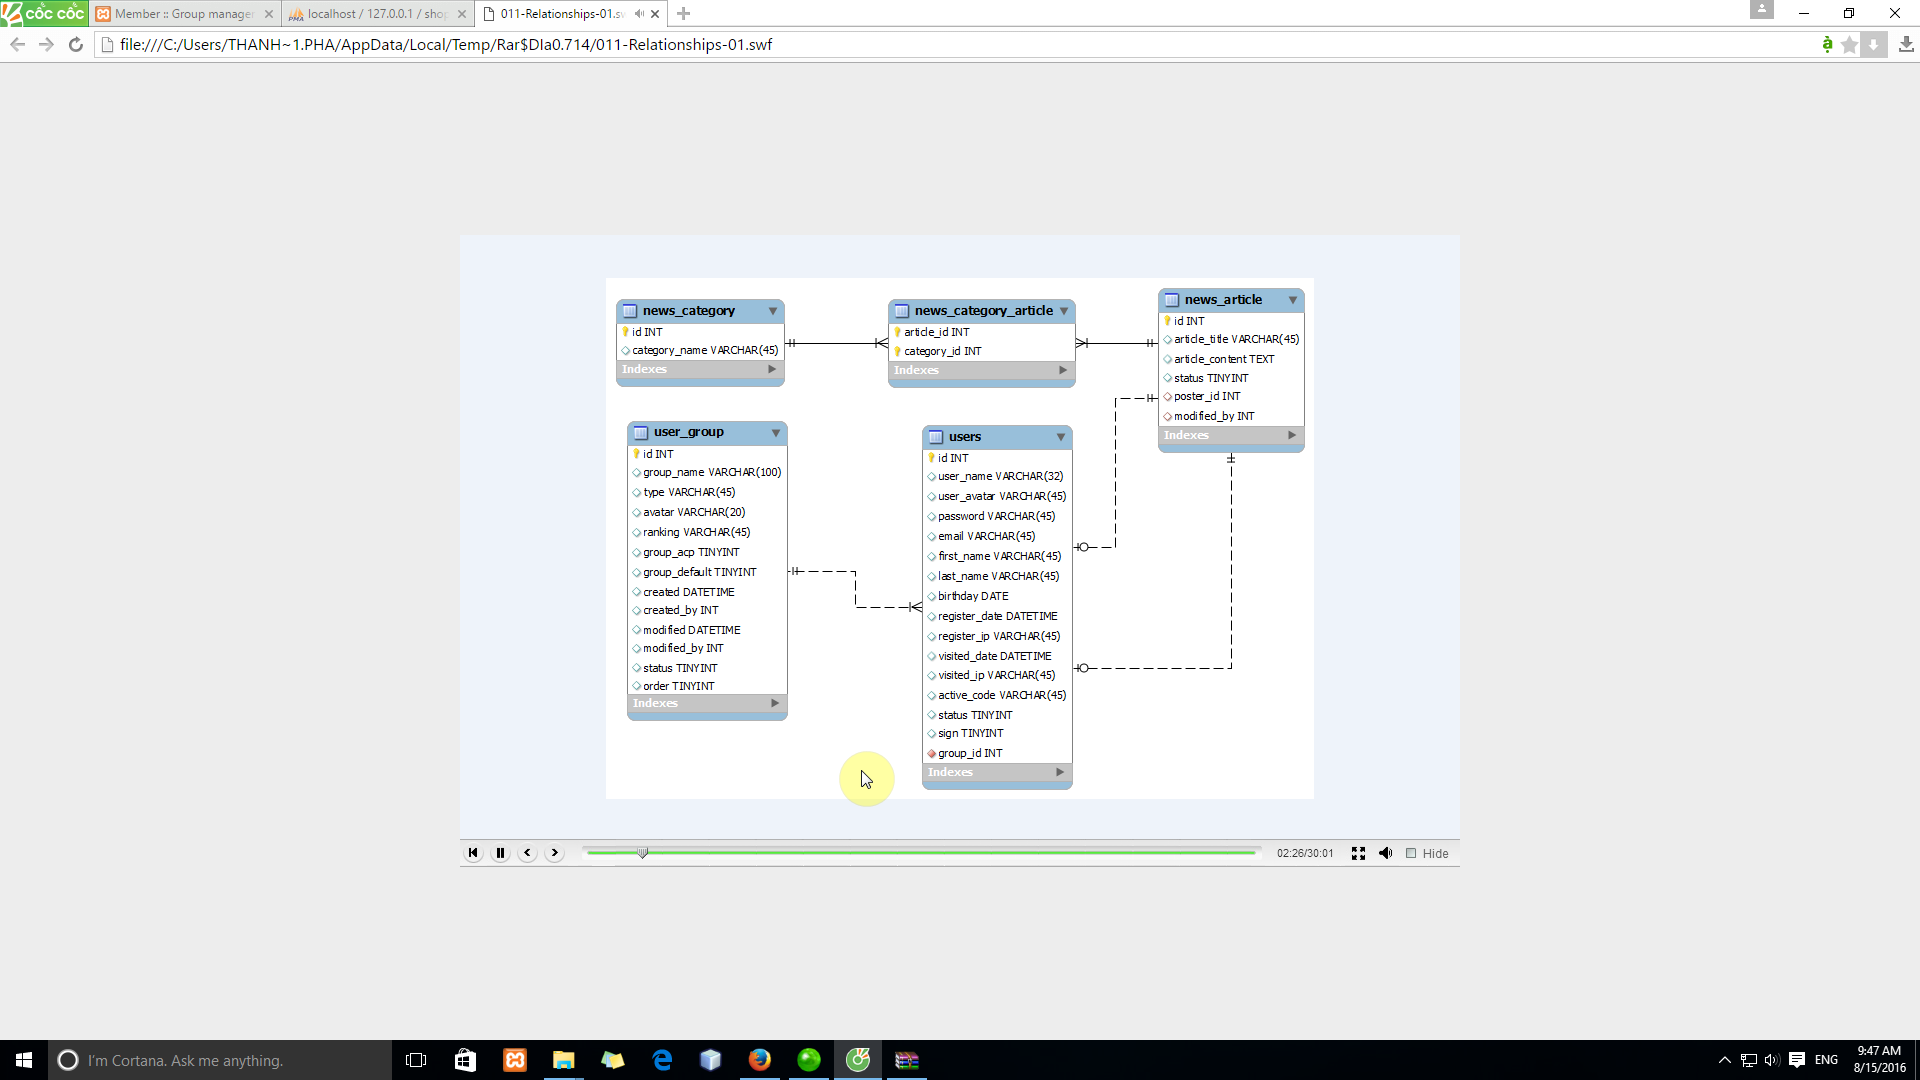 cốc cốc
Member :: Group manage
localhost / 127.0.0.1 / shop
011-Relationships-01.sw
file:///C:/Users/THANH~1.PHA/AppData/Local/Temp/Rar$DIa0.714/011-Relationships-01.swf
news_category
id INT
category_name VARCHAR(45)
Indexes
news_category_article
article_id INT
category_id INT
Indexes
news_article
id INT
article_title VARCHAR(45)
article_content TEXT
status TINYINT
poster_id INT
modified_by INT
Indexes
user_group
id INT
group_name VARCHAR(100)
type VARCHAR(45)
avatar VARCHAR(20)
ranking VARCHAR(45)
group_acp TINYINT
group_default TINYINT
created DATETIME
created_by INT
modified DATETIME
modified_by INT
status TINYINT
order TINYINT
Indexes
users
id INT
user_name VARCHAR(32)
user_avatar VARCHAR(45)
password VARCHAR(45)
email VARCHAR(45)
first_name VARCHAR(45)
last_name VARCHAR(45)
birthday DATE
register_date DATETIME
register_ip VARCHAR(45)
visited_date DATETIME
visited_ip VARCHAR(45)
active_code VARCHAR(45)
status TINYINT
sign TINYINT
group_id INT
Indexes
02:26/30:01
Hide
I'm Cortana. Ask me anything.
ENG
9:47 AM
8/15/2016